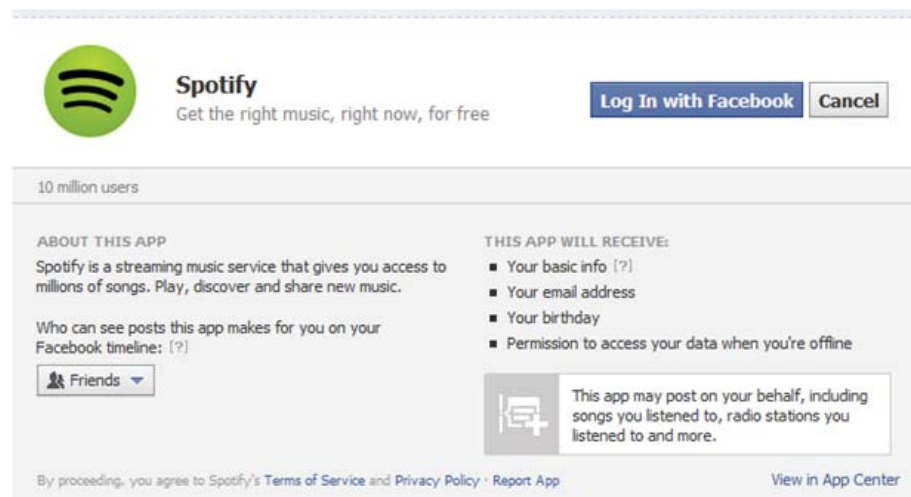 Spotify
Get the right music, right now, for free
Log In with Facebook
Cancel
10 million users
ABOUT THIS APP
Spotify is a streaming music service that gives you access to
millions of songs. Play, discover and share new music.
Who can see posts this app makes for you on your
Facebook timeline: [?]
Friends
THIS APP WILL RECEIVE:
Your basic info [?]
Your email address
Your birthday
Permission to access your data when you're offline
This app may post on your behalf, including
songs you listened to, radio stations you
listened to and more.
By proceeding, you agree to Spotify's Terms of Service and Privacy Policy · Report App
View in App Center